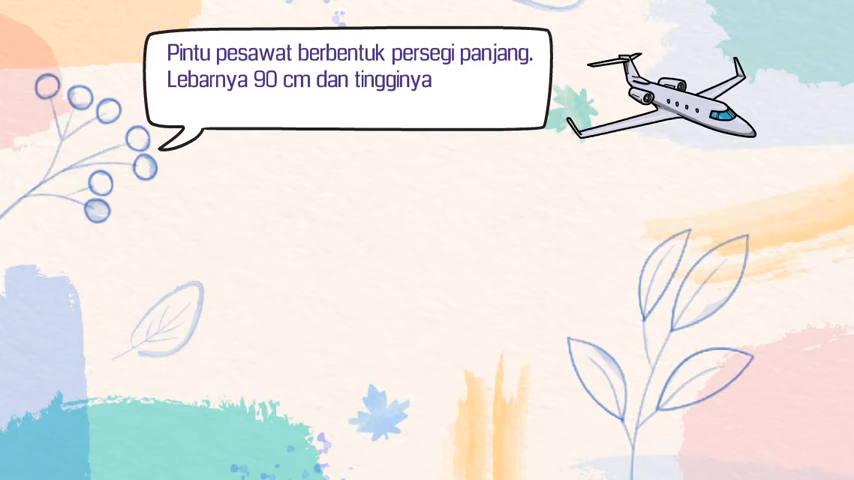 Pintu pesawat berbentuk persegi panjang.
Lebarnya 90 cm dan tingginya